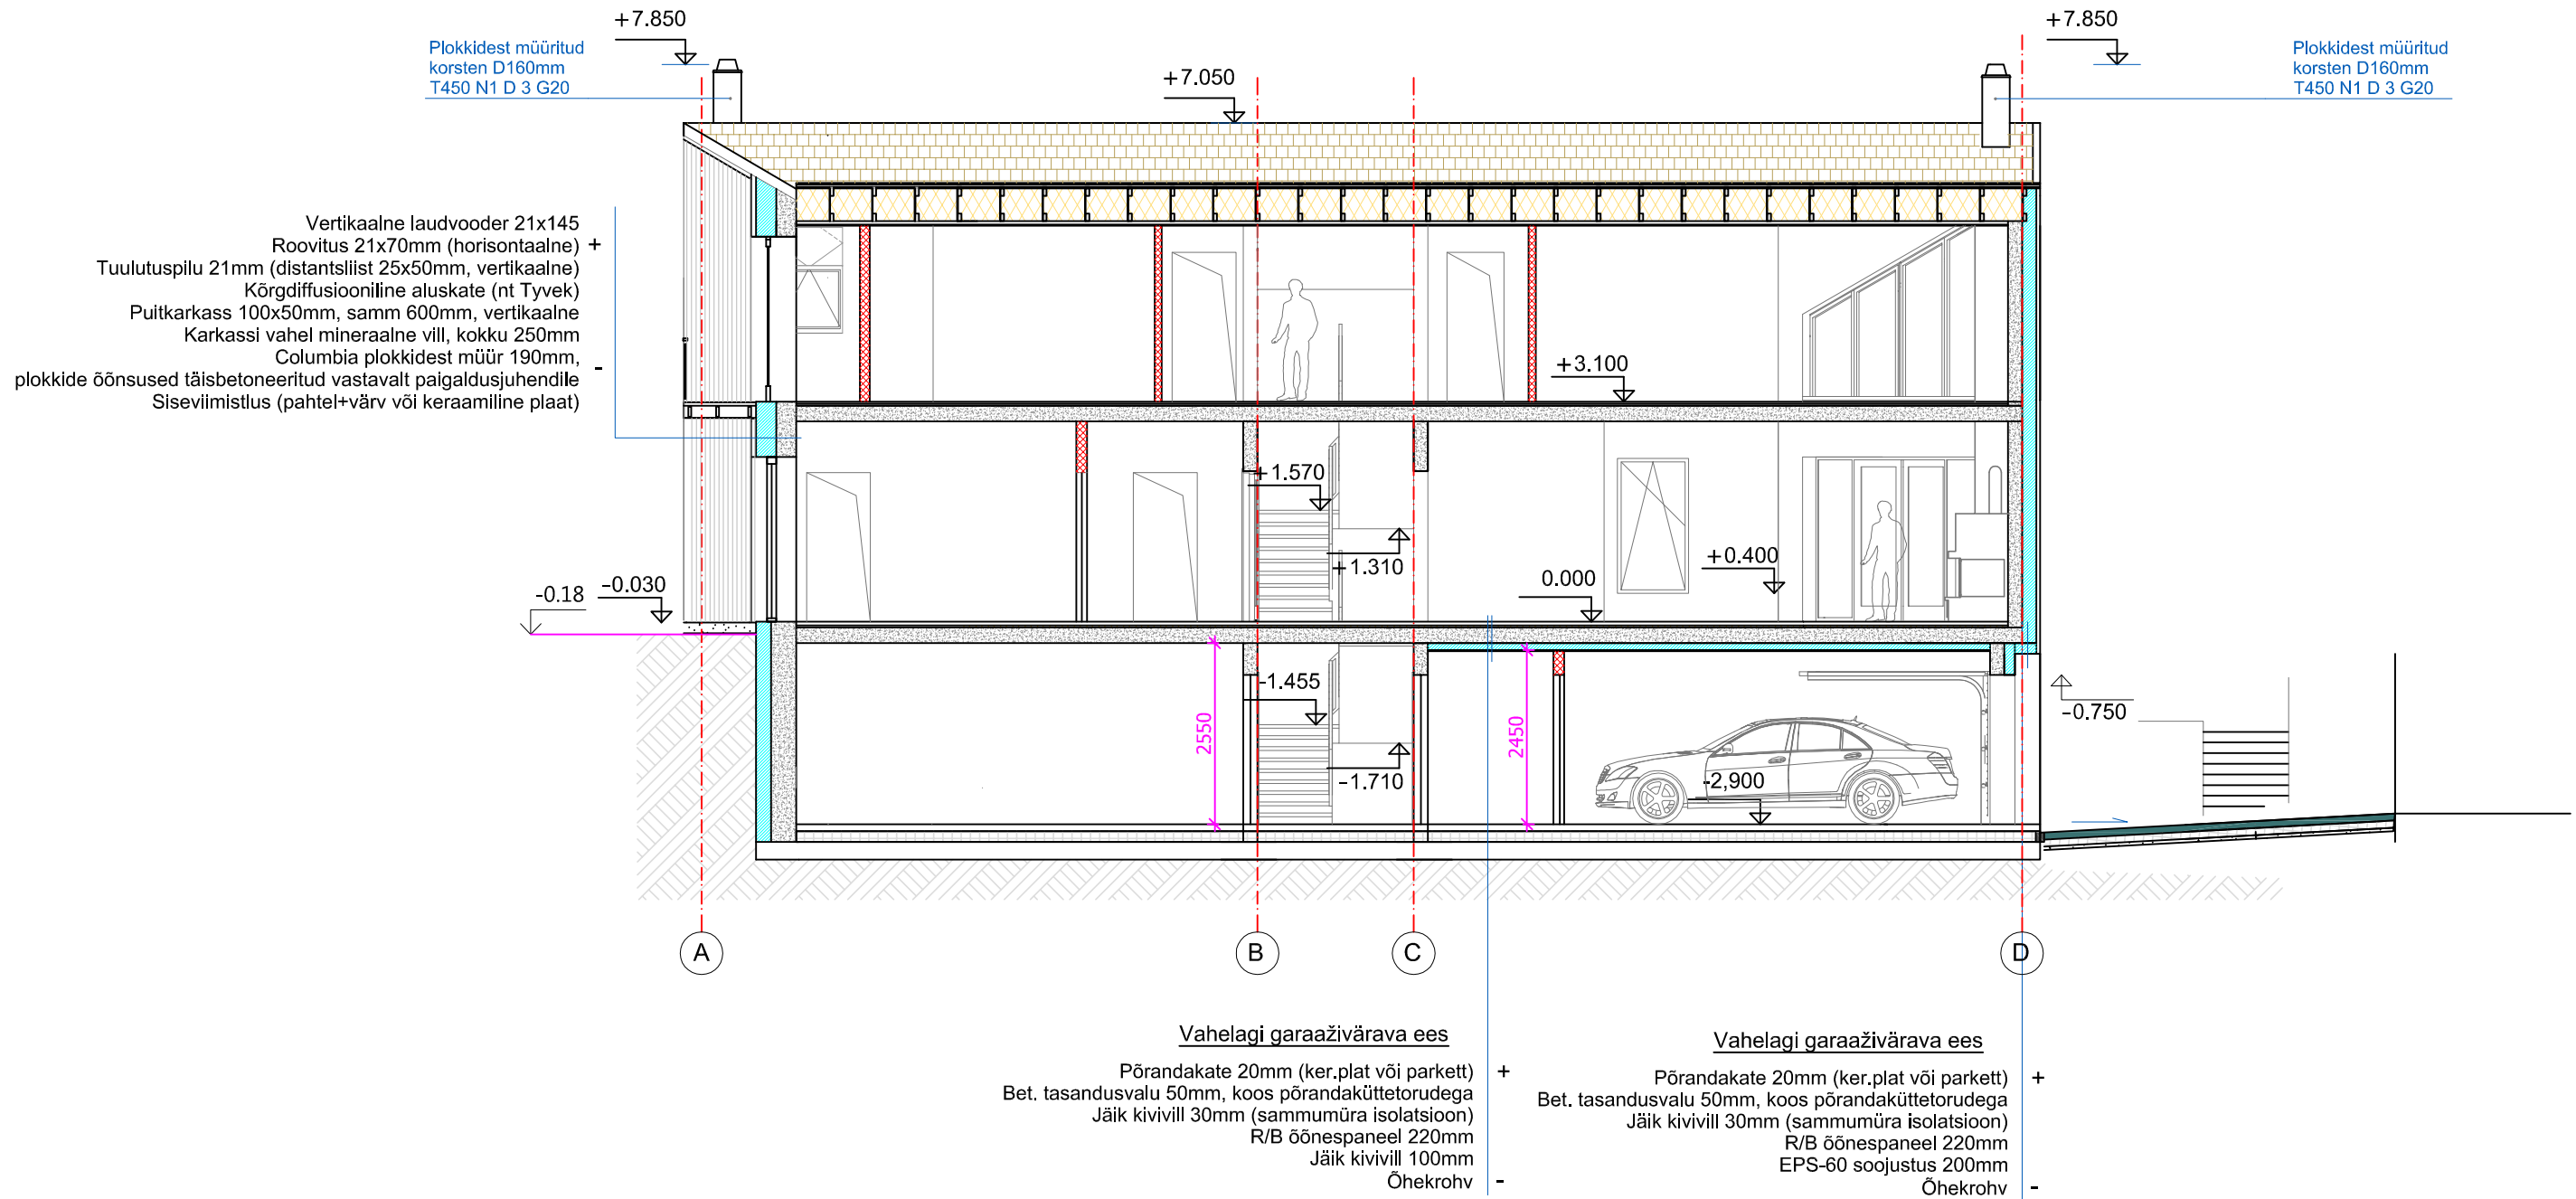 +7.850
Plokkidest müüritud
korsten D160mm
T450 N1 D 3 G20
+7.050
+7.850
Plokkidest müüritud
korsten D160mm
T450 N1 D 3 G20
Vertikaalne laudvooder 21x145
Roovitus 21x70mm (horisontaalne) +
Tuulutuspilu 21mm (distantsliist 25x50mm, vertikaalne)
Kõrgdiffusiooniline aluskate (nt Tyvek)
Puitkarkass 100x50mm, samm 600mm, vertikaalne
Karkassi vahel mineraalne vill, kokku 250mm
Columbia plokkidest müür 190mm,
plokkide õõnsused täisbetoneeritud vastavalt paigaldusjuhendile -
Siseviimistlus (pahtel+värv või keraamiline plaat)
+3.100
+1.570
+1.310
0.000
+0.400
-0.18
-0.030
2550
-1.455
-1.710
2450
-2,900
-0.750
A
B
C
D
Vahelagi garaaživärava ees
Põrandakate 20mm (ker.plat või parkett) +
Bet. tasandusvalu 50mm, koos põrandaküttetorudega
Jäik kivivill 30mm (sammumüra isolatsioon)
R/B õõnespaneel 220mm
Jäik kivivill 100mm
Õhekrohv -
Vahelagi garaaživärava ees
Põrandakate 20mm (ker.plat või parkett) +
Bet. tasandusvalu 50mm, koos põrandaküttetorudega
Jäik kivivill 30mm (sammumüra isolatsioon)
R/B õõnespaneel 220mm
EPS-60 soojustus 200mm
Õhekrohv -